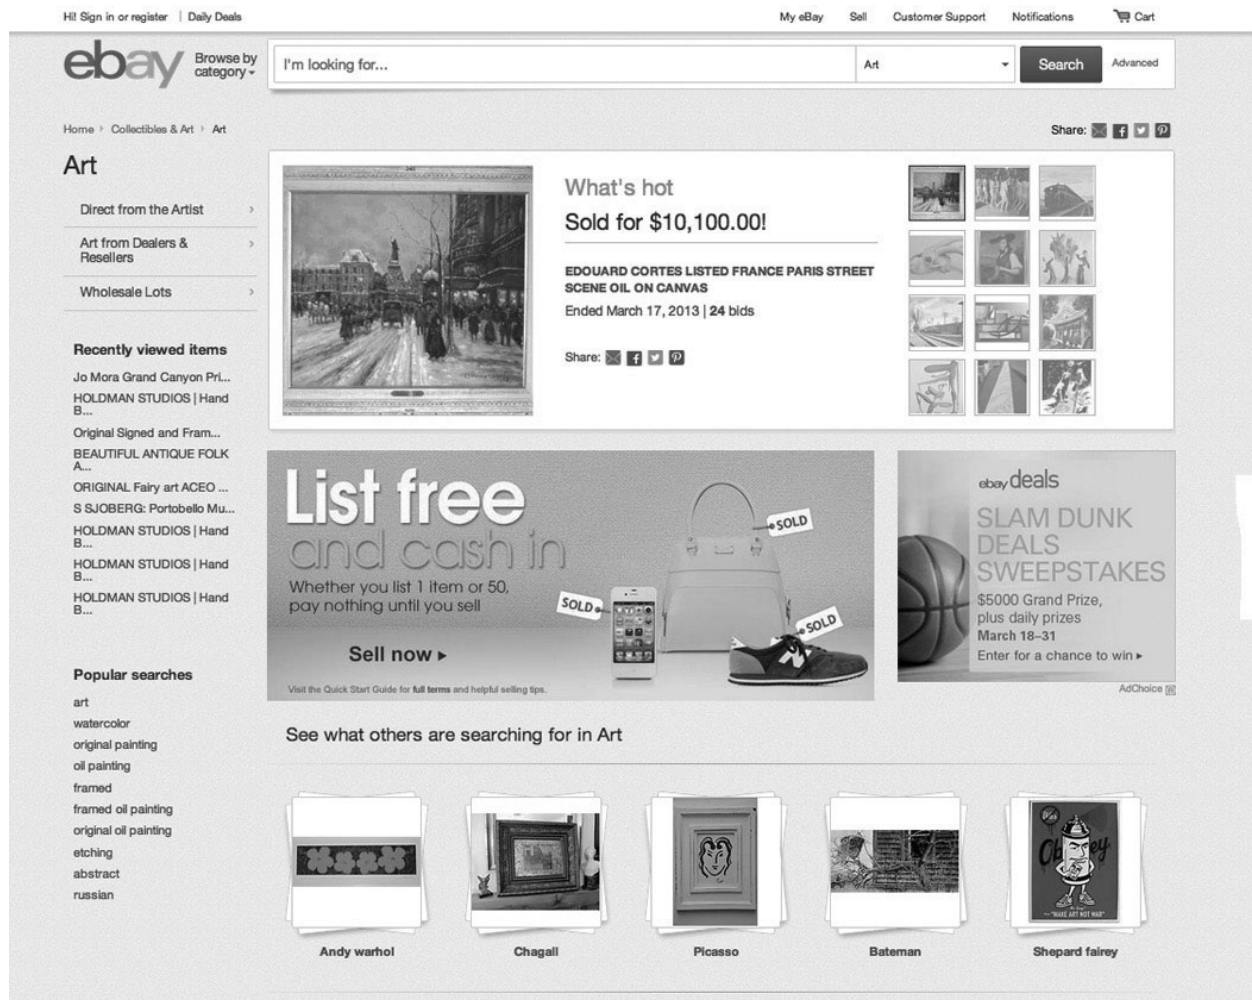 Hi! Sign in or register | Daily Deals
My eBay Sell Customer Support Notifications Cart
ebay
Browse by
category
I'm looking for...
Art
Search
Advanced
Home Collectibles & Art Art
Share:
Art
Direct from the Artist
Art from Dealers &
Resellers
Wholesale Lots
Recently viewed items
Jo Mora Grand Canyon Pri...
HOLDMAN STUDIOS | Hand
B...
Original Signed and Fram...
BEAUTIFUL ANTIQUE FOLK
A...
ORIGINAL Fairy art ACEO ...
S SJOBERG: Portobello Mu...
HOLDMAN STUDIOS | Hand
B...
HOLDMAN STUDIOS | Hand
B...
HOLDMAN STUDIOS | Hand
B...
Popular searches
art
watercolor
original painting
oil painting
framed
framed oil painting
original oil painting
etching
abstract
russian
What's hot
Sold for $10,100.00!
EDOUARD CORTES LISTED FRANCE PARIS STREET
SCENE OIL ON CANVAS
Ended March 17, 2013 | 24 bids
Share:
List free
and cash in
Whether you list 1 item or 50,
pay nothing until you sell
Sell now
Visit the Quick Start Guide for full terms and helpful selling tips.
SOLD
SOLD
SOLD
N
ebay deals
SLAM DUNK
DEALS
SWEEPSTAKES
$5000 Grand Prize,
plus daily prizes
March 18–31
Enter for a chance to win
AdChoice
See what others are searching for in Art
Obey
"MAKE ART NOT WAR"
Andy warhol
Chagall
Picasso
Bateman
Shepard fairey